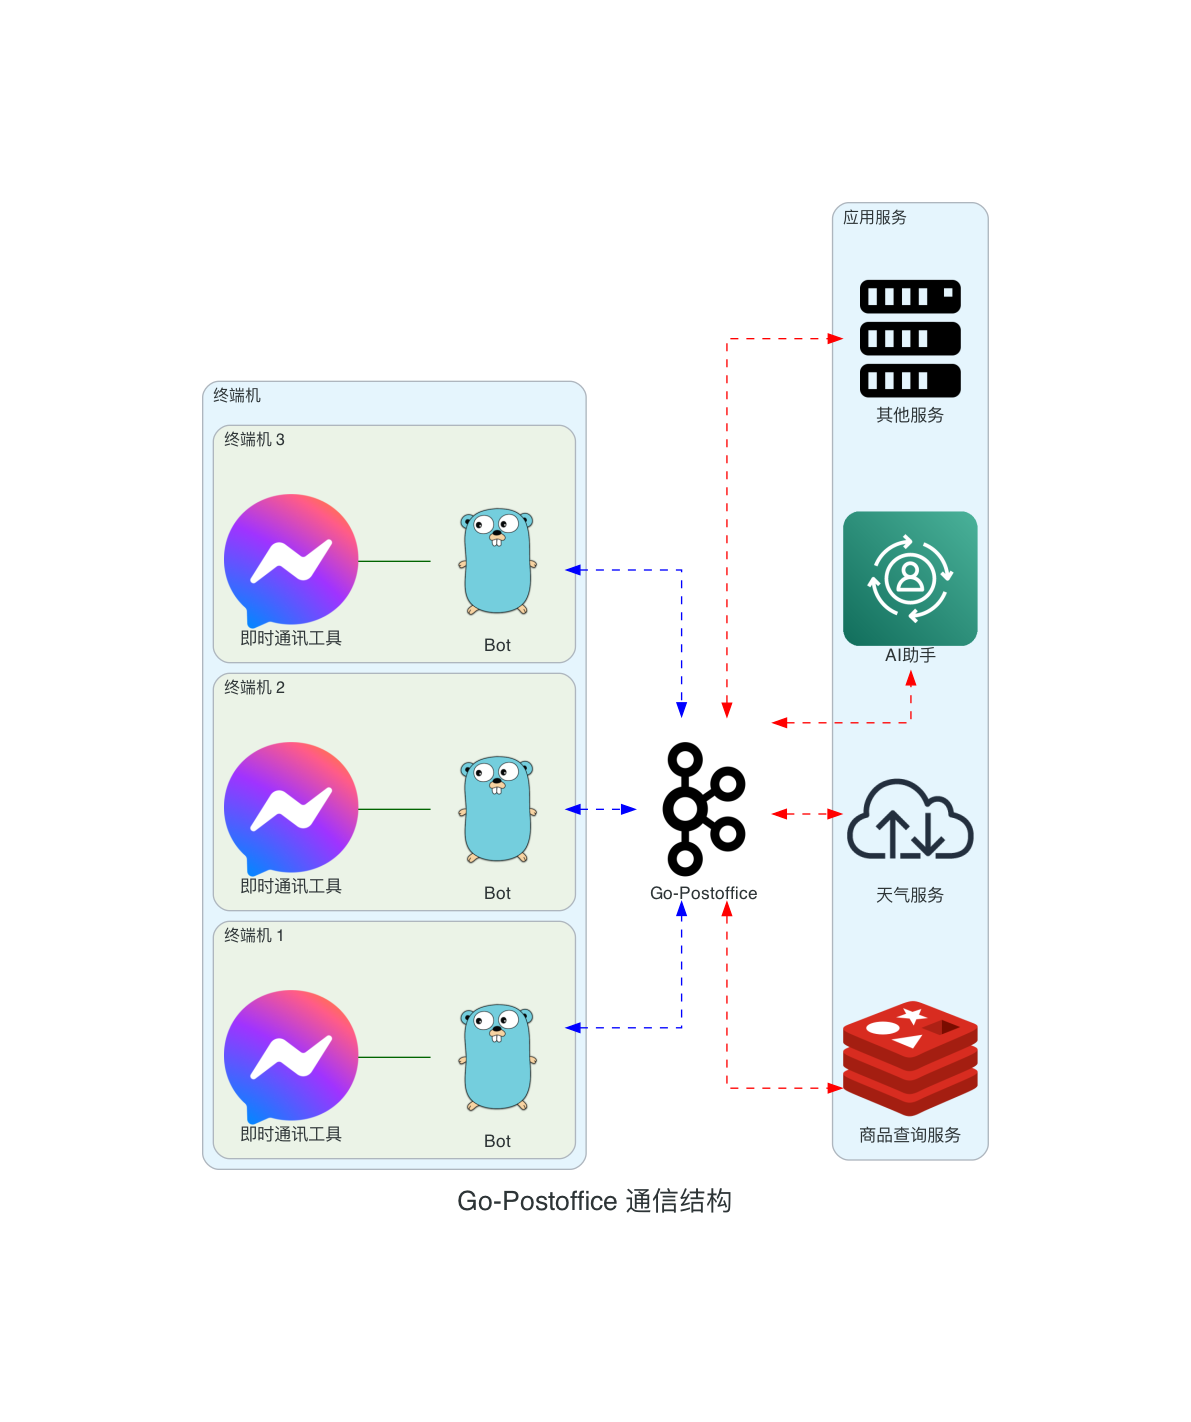 应用服务
其他服务
终端机
终端机 3
即时通讯工具
Bot
AI助手
终端机 2
即时通讯工具
Bot
Go-Postoffice
天气服务
终端机 1
即时通讯工具
Bot
商品查询服务
Go-Postoffice 通信结构